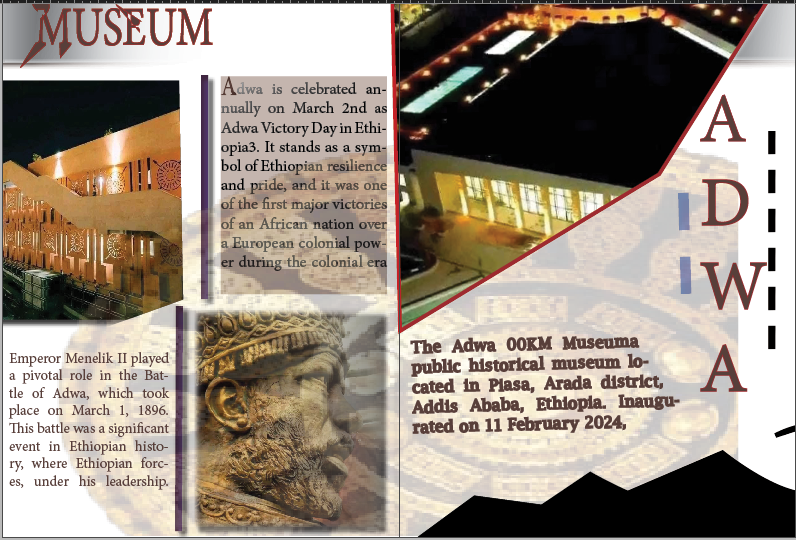 MUSEUM
Adwa is celebrated an-
nually on March 2nd as
Adwa Victory Day in Ethi-
opia3. It stands as a sym-
bol of Ethiopian resilience
and pride, and it was one
of the first major victories
of an African nation over
a European colonial pow-
er during the colonial era
Emperor Menelik II played
a pivotal role in the Bat-
tle of Adwa, which took
place on March 1, 1896.
This battle was a significant
event in Ethiopian histo-
ry, where Ethiopian forc-
es, under his leadership.
The Adwa 00KM Museuma
public historical museum lo-
cated in Piasa, Arada district,
Addis Ababa, Ethiopia. Inaugu-
rated on 11 February 2024,
A
D
W
A